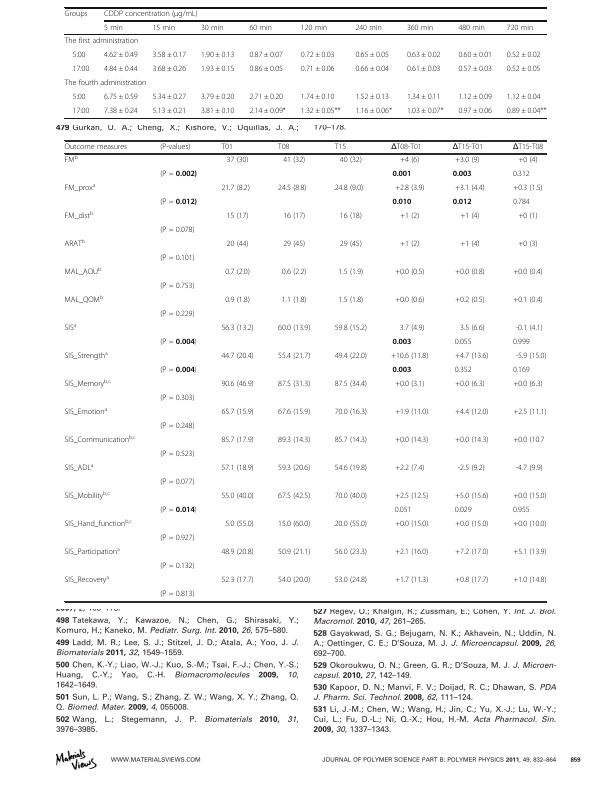 Groups CDDP concentration (µg/mL)
5 min 15 min 30 min 60 min 120 min 240 min 360 min 480 min 720 min
The first administration
5:00 4.62 ± 0.49 3.58 ± 0.17 1.90 ± 0.13 0.87 ± 0.07 0.72 ± 0.03 0.65 ± 0.05 0.63 ± 0.02 0.60 ± 0.01 0.52 ± 0.02
17:00 4.84 ± 0.44 3.68 ± 0.26 1.93 ± 0.15 0.86 ± 0.05 0.71 ± 0.06 0.66 ± 0.04 0.61 ± 0.03 0.57 ± 0.03 0.52 ± 0.05
The fourth administration
5:00 6.75 ± 0.59 5.34 ± 0.27 3.79 ± 0.20 2.71 ± 0.20 1.74 ± 0.10 1.52 ± 0.13 1.34 ± 0.11 1.12 ± 0.09 1.12 ± 0.04
17:00 7.38 ± 0.24 5.13 ± 0.21 3.81 ± 0.10 2.14 ± 0.09* 1.32 ± 0.05** 1.16 ± 0.06* 1.03 ± 0.07* 0.97 ± 0.06 0.89 ± 0.04**
479 Gurkan, U. A.; Cheng, X.; Kishore, V.; Uquillas, J. A.; 170–178.
Outcome measures (P-values) T01 T08 T15 ΔT08-T01 ΔT15-T01 ΔT15-T08
FMᵇ 37 (30) 41 (32) 40 (32) +4 (6) +3.0 (9) +0 (4)
(P = 0.002) 0.001 0.003 0.312
FM_proxᵃ 21.7 (8.2) 24.5 (8.8) 24.8 (9.0) +2.8 (3.9) +3.1 (4.4) +0.3 (1.5)
(P = 0.012) 0.010 0.012 0.784
FM_distᵇ 15 (17) 16 (17) 16 (18) +1 (2) +1 (4) +0 (1)
(P = 0.078)
ARATᵇ 20 (44) 29 (45) 29 (45) +1 (2) +1 (4) +0 (3)
(P = 0.101)
MAL_AOUᵇ 0.7 (2.0) 0.6 (2.2) 1.5 (1.9) +0.0 (0.5) +0.0 (0.8) +0.0 (0.4)
(P = 0.753)
MAL_QOMᵇ 0.9 (1.8) 1.1 (1.8) 1.5 (1.8) +0.0 (0.6) +0.2 (0.5) +0.1 (0.4)
(P = 0.229)
SISᵃ 56.3 (13.2) 60.0 (13.9) 59.8 (15.2) 3.7 (4.9) 3.5 (6.6) -0.1 (4.1)
(P = 0.004) 0.003 0.055 0.999
SIS_Strengthᵃ 44.7 (20.4) 55.4 (21.7) 49.4 (22.0) +10.6 (11.8) +4.7 (13.6) -5.9 (15.0)
(P = 0.004) 0.003 0.352 0.169
SIS_Memoryᵇ,ᶜ 90.6 (46.9) 87.5 (31.3) 87.5 (34.4) +0.0 (3.1) +0.0 (6.3) +0.0 (6.3)
(P = 0.303)
SIS_Emotionᵃ 65.7 (15.9) 67.6 (15.9) 70.0 (16.3) +1.9 (11.0) +4.4 (12.0) +2.5 (11.1)
(P = 0.248)
SIS_Communicationᵇ,ᶜ 85.7 (17.9) 89.3 (14.3) 85.7 (14.3) +0.0 (14.3) +0.0 (14.3) +0.0 (10.7
(P = 0.523)
SIS_ADLᵃ 57.1 (18.9) 59.3 (20.6) 54.6 (19.8) +2.2 (7.4) -2.5 (9.2) -4.7 (9.9)
(P = 0.077)
SIS_Mobilityᵇ,ᶜ 55.0 (40.0) 67.5 (42.5) 70.0 (40.0) +2.5 (12.5) +5.0 (15.6) +0.0 (15.0)
(P = 0.014) 0.051 0.029 0.955
SIS_Hand_functionᵇ,ᶜ 5.0 (55.0) 15.0 (60.0) 20.0 (55.0) +0.0 (15.0) +0.0 (15.0) +0.0 (10.0)
(P = 0.927)
SIS_Participationᵃ 48.9 (20.8) 50.9 (21.1) 56.0 (23.3) +2.1 (16.0) +7.2 (17.0) +5.1 (13.9)
(P = 0.132)
SIS_Recoveryᵃ 52.3 (17.7) 54.0 (20.0) 53.0 (24.8) +1.7 (11.3) +0.8 (17.7) +1.0 (14.8)
(P = 0.813)
498 Tatekawa, Y.; Kawazoe, N.; Chen, G.; Shirasaki, Y.;
Komuro, H.; Kaneko, M. Pediatr. Surg. Int. 2010, 26, 575–580.
499 Ladd, M. R.; Lee, S. J.; Stitzel, J. D.; Atala, A.; Yoo, J. J.
Biomaterials 2011, 32, 1549–1559.
500 Chen, K.-Y.; Liao, W.-J.; Kuo, S.-M.; Tsai, F.-J.; Chen, Y.-S.;
Huang, C.-Y.; Yao, C.-H. Biomacromolecules 2009, 10,
1642–1649.
501 Sun, L. P.; Wang, S.; Zhang, Z. W.; Wang, X. Y.; Zhang, Q.
Q. Biomed. Mater. 2009, 4, 055008.
502 Wang, L.; Stegemann, J. P. Biomaterials 2010, 31,
3976–3985.
527 Regev, O.; Khalfin, R.; Zussman, E.; Cohen, Y. Int. J. Biol.
Macromol. 2010, 47, 261–265.
528 Gayakwad, S. G.; Bejugam, N. K.; Akhavein, N.; Uddin, N.
A.; Oettinger, C. E.; D'Souza, M. J. J. Microencapsul. 2009, 26,
692–700.
529 Okoroukwu, O. N.; Green, G. R.; D'Souza, M. J. J. Microen-
capsul. 2010, 27, 142–149.
530 Kapoor, D. N.; Manvi, F. V.; Doijad, R. C.; Dhawan, S. PDA
J. Pharm. Sci. Technol. 2008, 62, 111–124.
531 Li, J.-M.; Chen, W.; Wang, H.; Jin, C.; Yu, X.-J.; Lu, W.-Y.;
Cui, L.; Fu, D.-L.; Ni, Q.-X.; Hou, H.-M. Acta Pharmacol. Sin.
2009, 30, 1337–1343.
Materials
Views
WWW.MATERIALSVIEWS.COM JOURNAL OF POLYMER SCIENCE PART B: POLYMER PHYSICS 2011, 49, 832–864 859